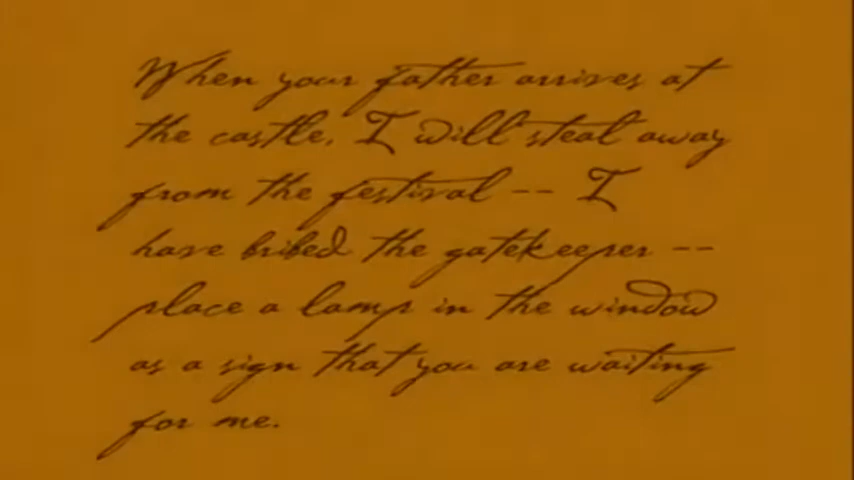 When your father arrives at
the castle, I will steal away
from the festival -- I
have bribed the gatekeeper --
place a lamp in the window
as a sign that you are waiting
for me.